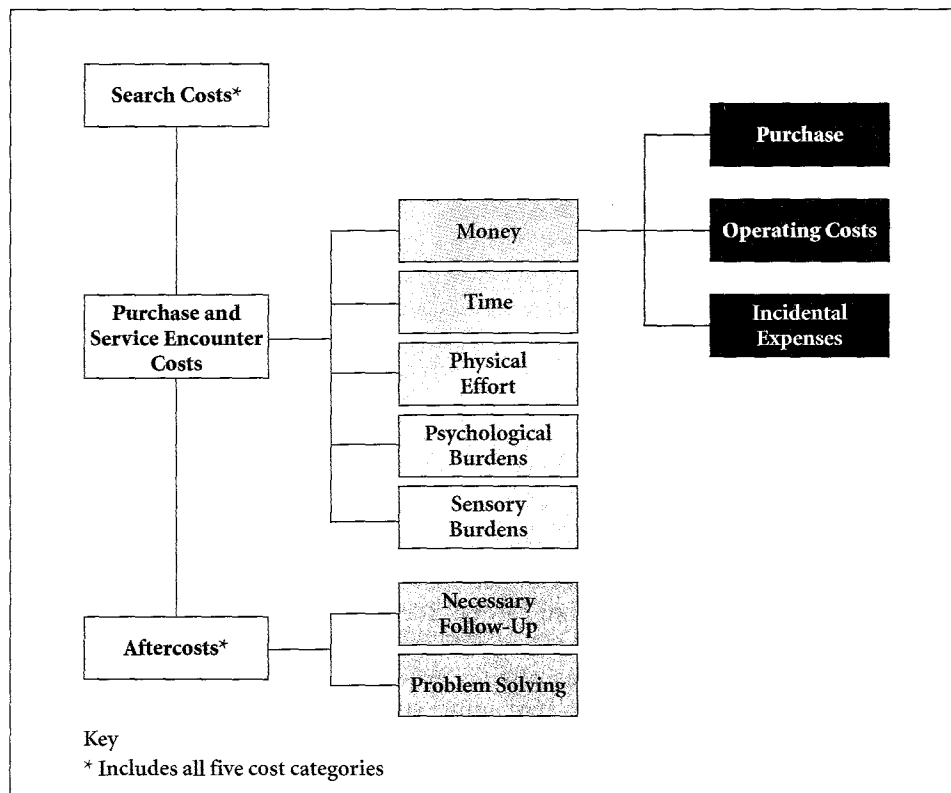 Search Costs*
Purchase and
Service Encounter
Costs
Aftercosts*
Money
Time
Physical
Effort
Psychological
Burdens
Sensory
Burdens
Necessary
Follow-Up
Problem Solving
Purchase
Operating Costs
Incidental
Expenses
Key
* Includes all five cost categories